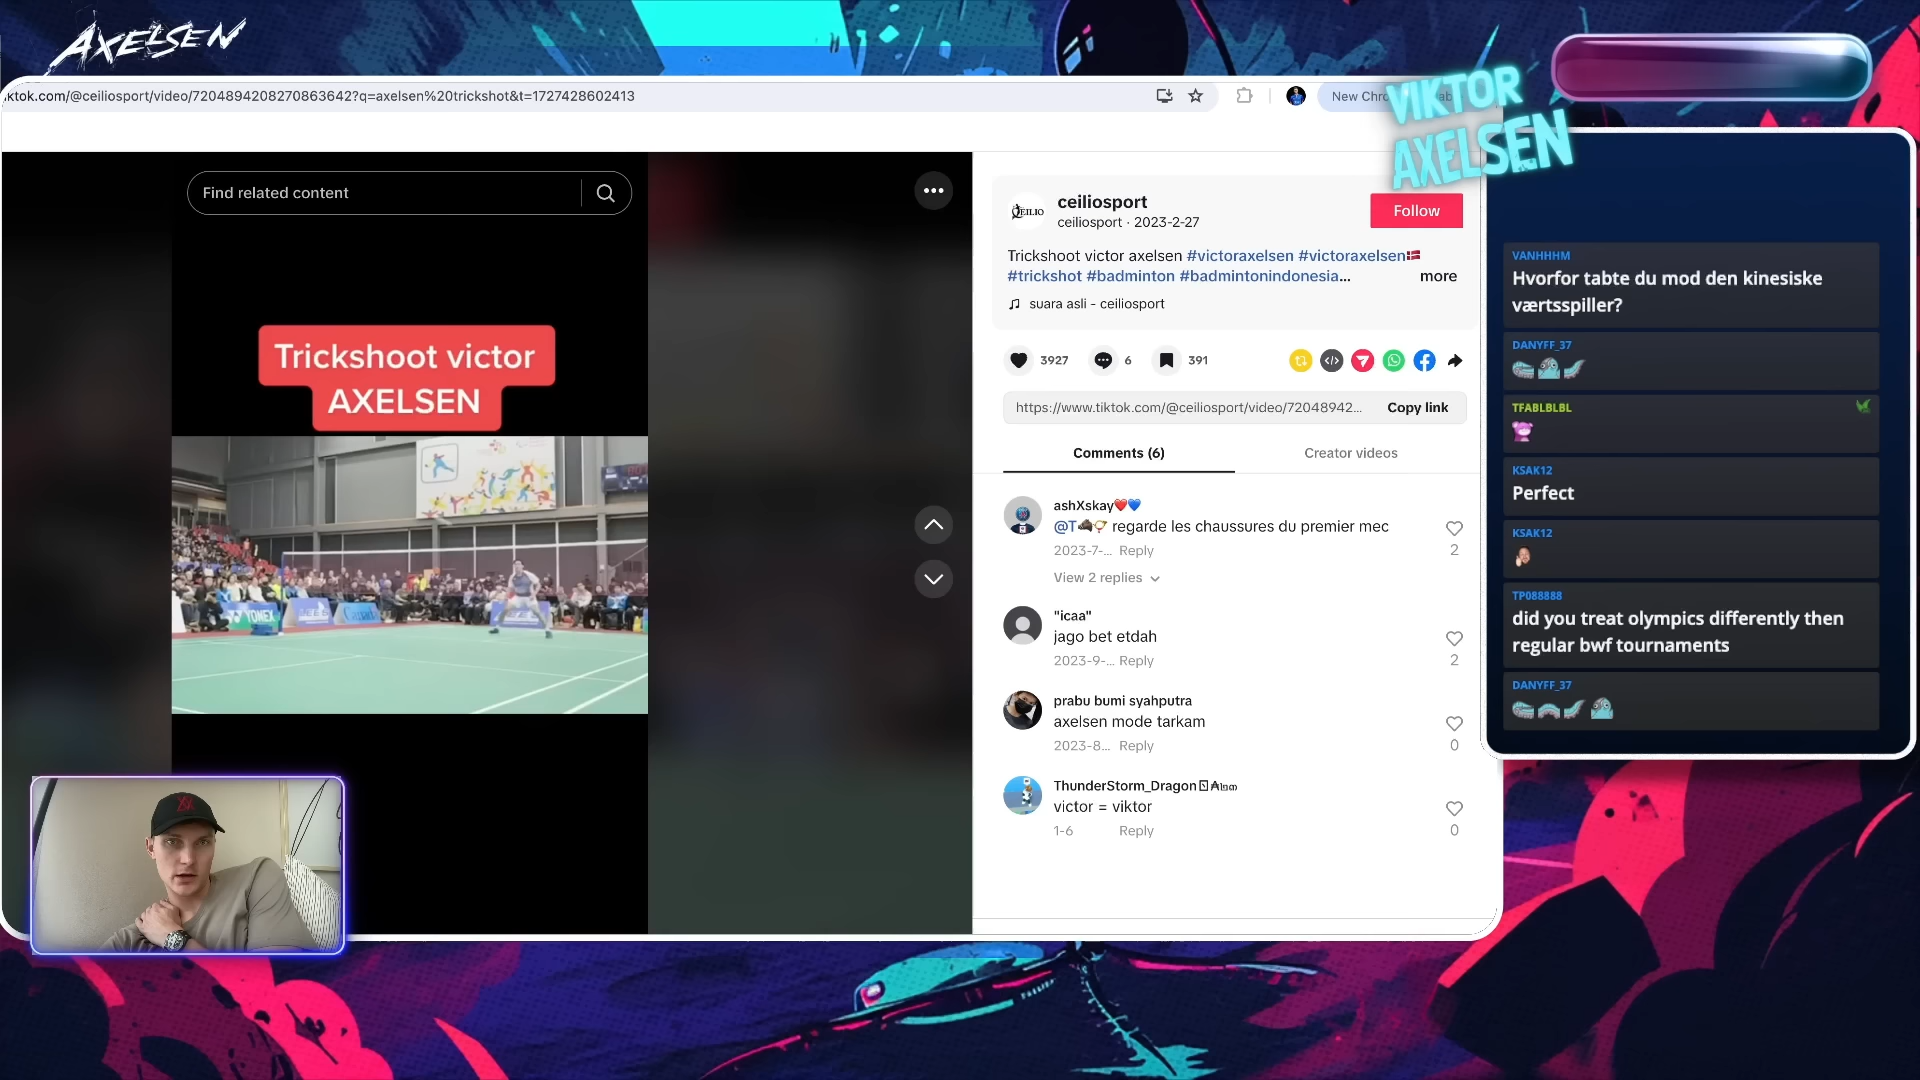 AXELSEN
ktok.com/@ceiliosport/video/7204894208270863642?q=axelsen%20trickshot&t=1727428602413
New Chro
VIKTOR
AXELSEN
Find related content
Trickshoot victor
AXELSEN
YONEX
CEILIO
ceiliosport
ceiliosport · 2023-2-27
Follow
Trickshoot victor axelsen #victoraxelsen #victoraxelsen🇩🇰
#trickshot #badminton #badmintonindonesia...
more
suara asli - ceiliosport
3927
6
391
https://www.tiktok.com/@ceiliosport/video/72048942...
Copy link
Comments (6)
Creator videos
ashXskay❤️💙
@T regarde les chaussures du premier mec
2023-7-... Reply
2
View 2 replies
"icaa"
jago bet etdah
2023-9-... Reply
2
prabu bumi syahputra
axelsen mode tarkam
2023-8... Reply
0
ThunderStorm_Dragon
victor = viktor
1-6 Reply
0
VANHHHM
Hvorfor tabte du mod den kinesiske
værtsspiller?
DANYFF_37
TFABLBLBL
KSAK12
Perfect
KSAK12
TP088888
did you treat olympics differently then
regular bwf tournaments
DANYFF_37